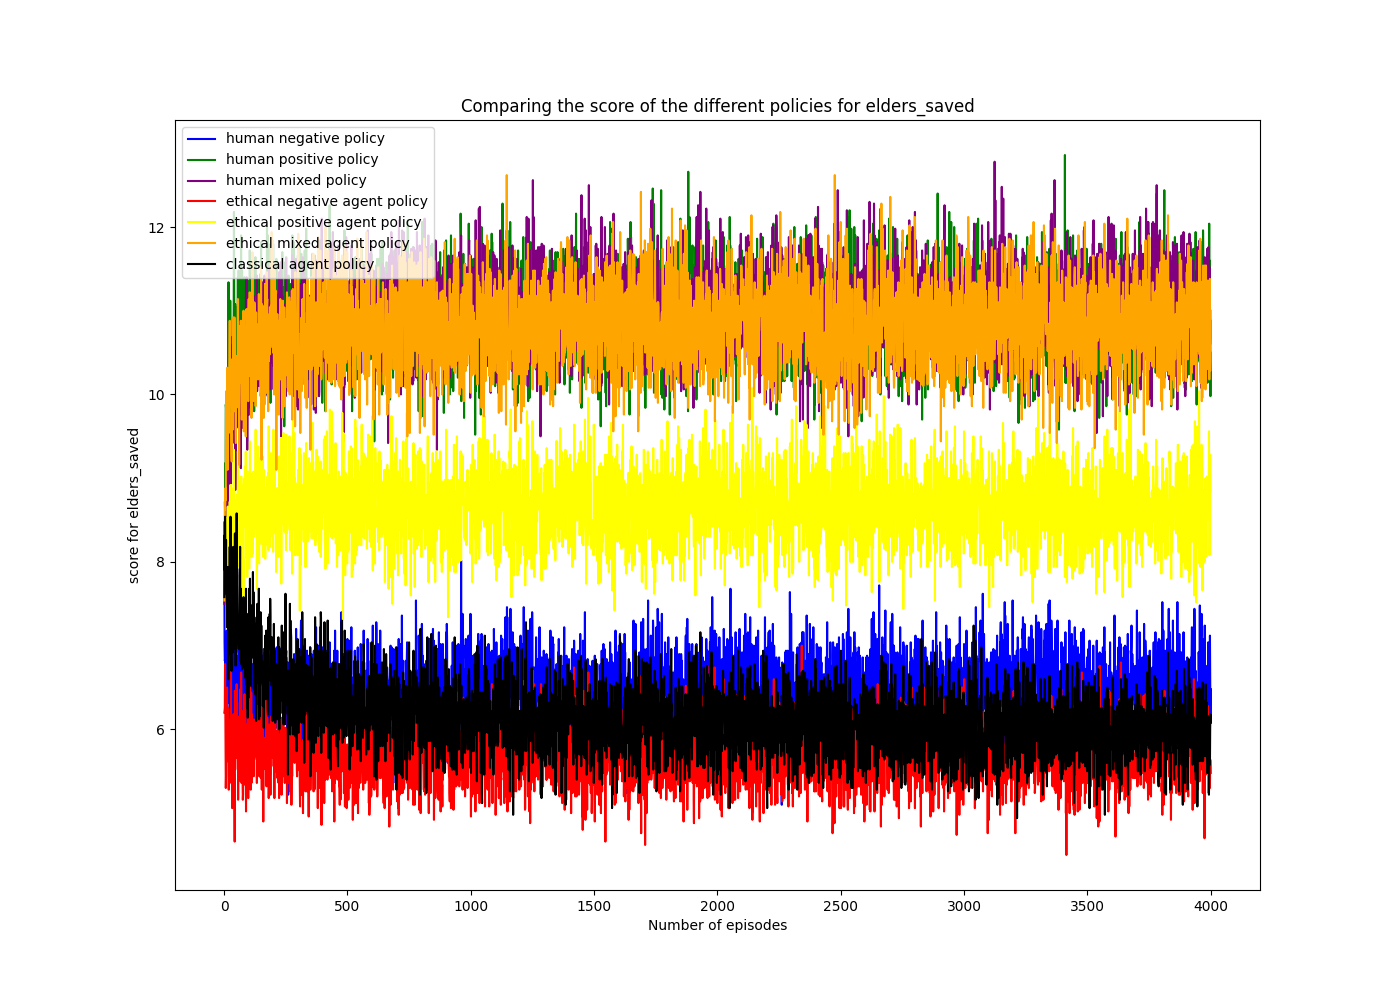 Comparing the score of the different policies for elders_saved
human negative policy
human positive policy
human mixed policy
ethical negative agent policy
ethical positive agent policy
ethical mixed agent policy
classical agent policy
score for elders_saved
12
10
8
6
0 500 1000 1500 2000 2500 3000 3500 4000
Number of episodes